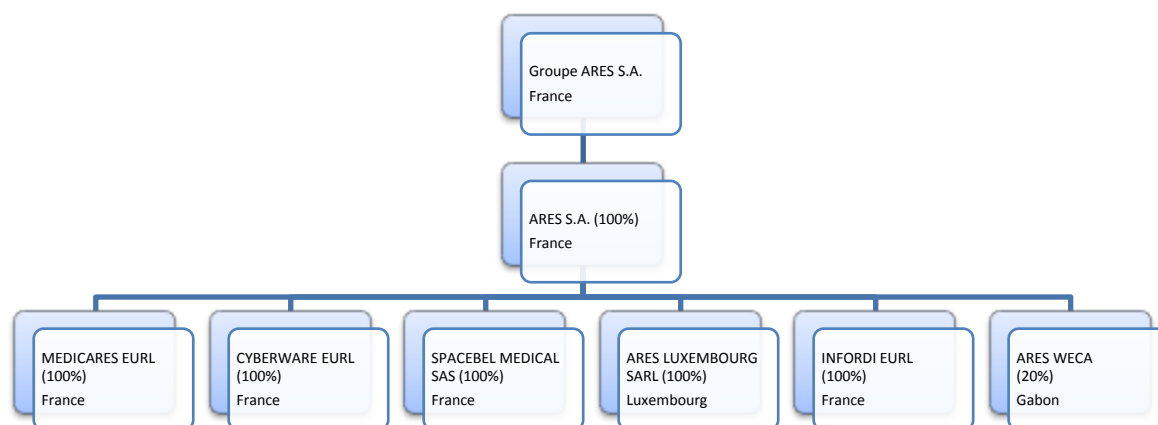 Groupe ARES S.A.
France
ARES S.A. (100%)
France
MEDICARES EURL
(100%)
France
CYBERWARE EURL
(100%)
France
SPACEBEL MEDICAL
SAS (100%)
France
ARES LUXEMBOURG
SARL (100%)
Luxembourg
INFORDI EURL
(100%)
France
ARES WECA
(20%)
Gabon